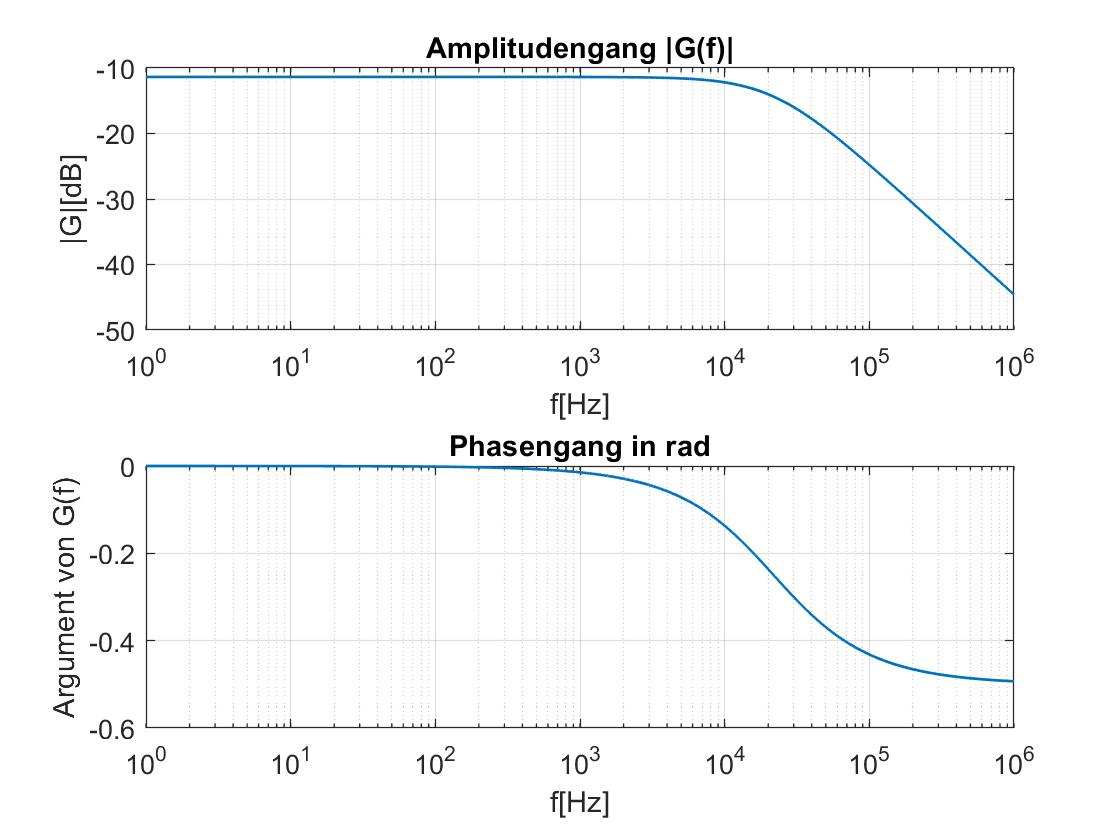 Amplitudengang |G(f)|
-10
-20
-30
-40
-50
|G|[dB]
10^0 10^1 10^2 10^3 10^4 10^5 10^6
f[Hz]
Phasengang in rad
0
-0.2
-0.4
-0.6
Argument von G(f)
10^0 10^1 10^2 10^3 10^4 10^5 10^6
f[Hz]